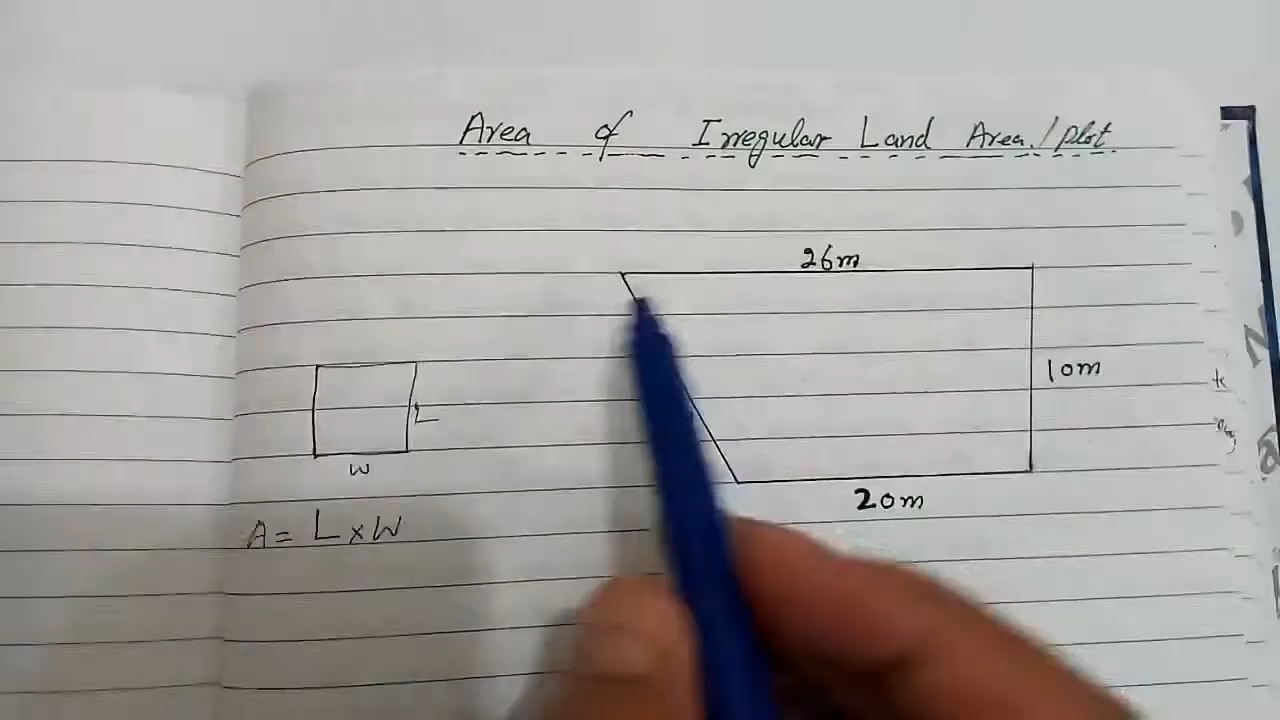 Area of Irregular Land Area./plot.
26m
10m
L
w
20m
A = L x W